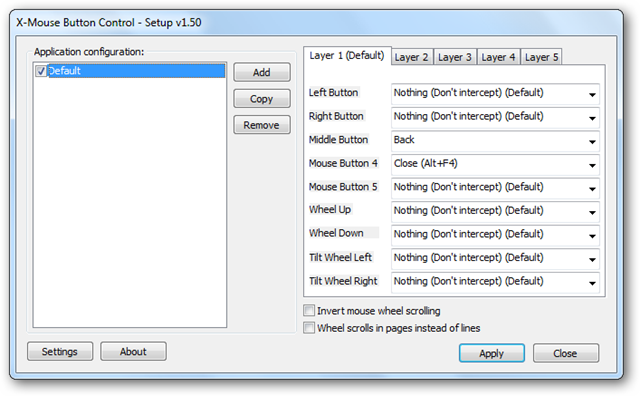 X-Mouse Button Control - Setup v1.50
Application configuration:
Default
Add
Copy
Remove
Layer 1 (Default) Layer 2 Layer 3 Layer 4 Layer 5
Left Button Nothing (Don't intercept) (Default)
Right Button Nothing (Don't intercept) (Default)
Middle Button Back
Mouse Button 4 Close (Alt+F4)
Mouse Button 5 Nothing (Don't intercept) (Default)
Wheel Up Nothing (Don't intercept) (Default)
Wheel Down Nothing (Don't intercept) (Default)
Tilt Wheel Left Nothing (Don't intercept) (Default)
Tilt Wheel Right Nothing (Don't intercept) (Default)
Invert mouse wheel scrolling
Wheel scrolls in pages instead of lines
Settings About Apply Close